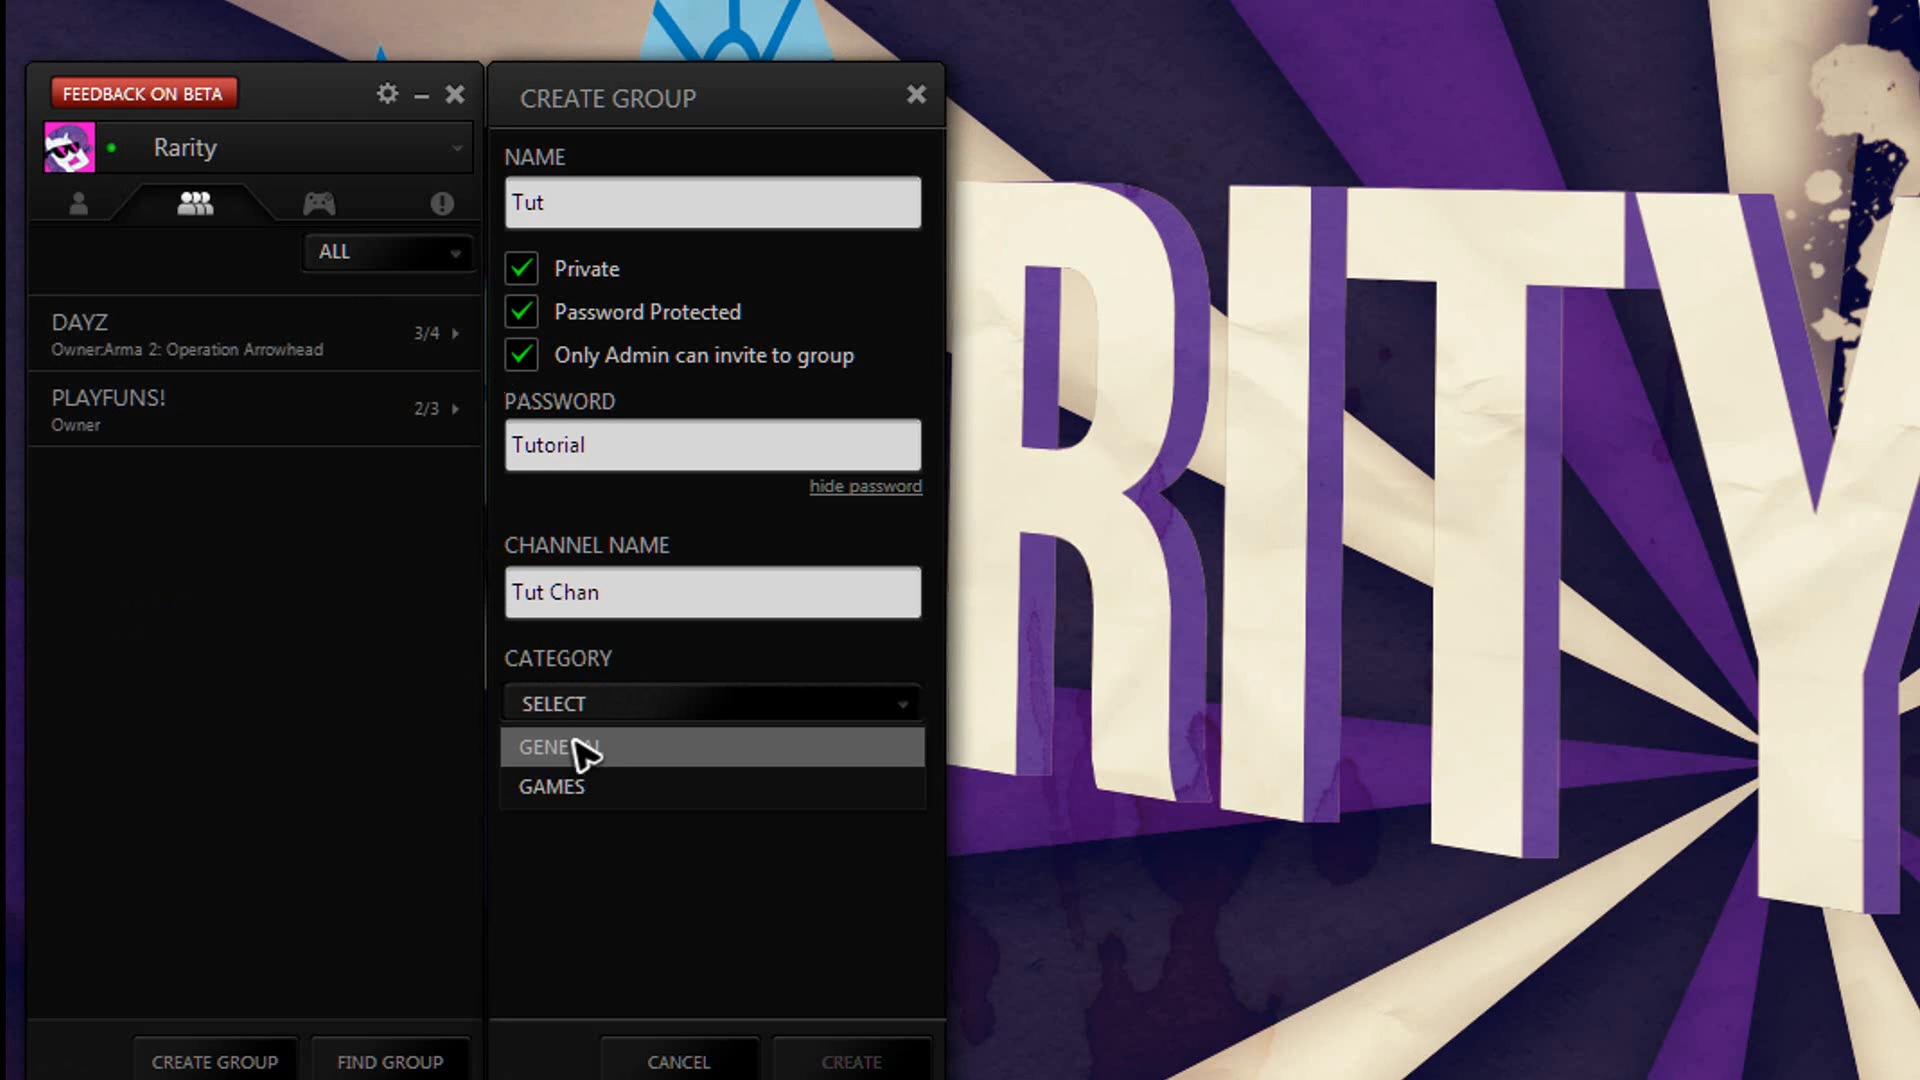 FEEDBACK ON BETA
Rarity
ALL
DAYZ
3/4
Owner:Arma 2: Operation Arrowhead
PLAYFUNS!
2/3
Owner
CREATE GROUP
FIND GROUP
CREATE GROUP
NAME
Tut
Private
Password Protected
Only Admin can invite to group
PASSWORD
Tutorial
hide password
CHANNEL NAME
Tut Chan
CATEGORY
SELECT
GENERAL
GAMES
CANCEL
CREATE
RITY